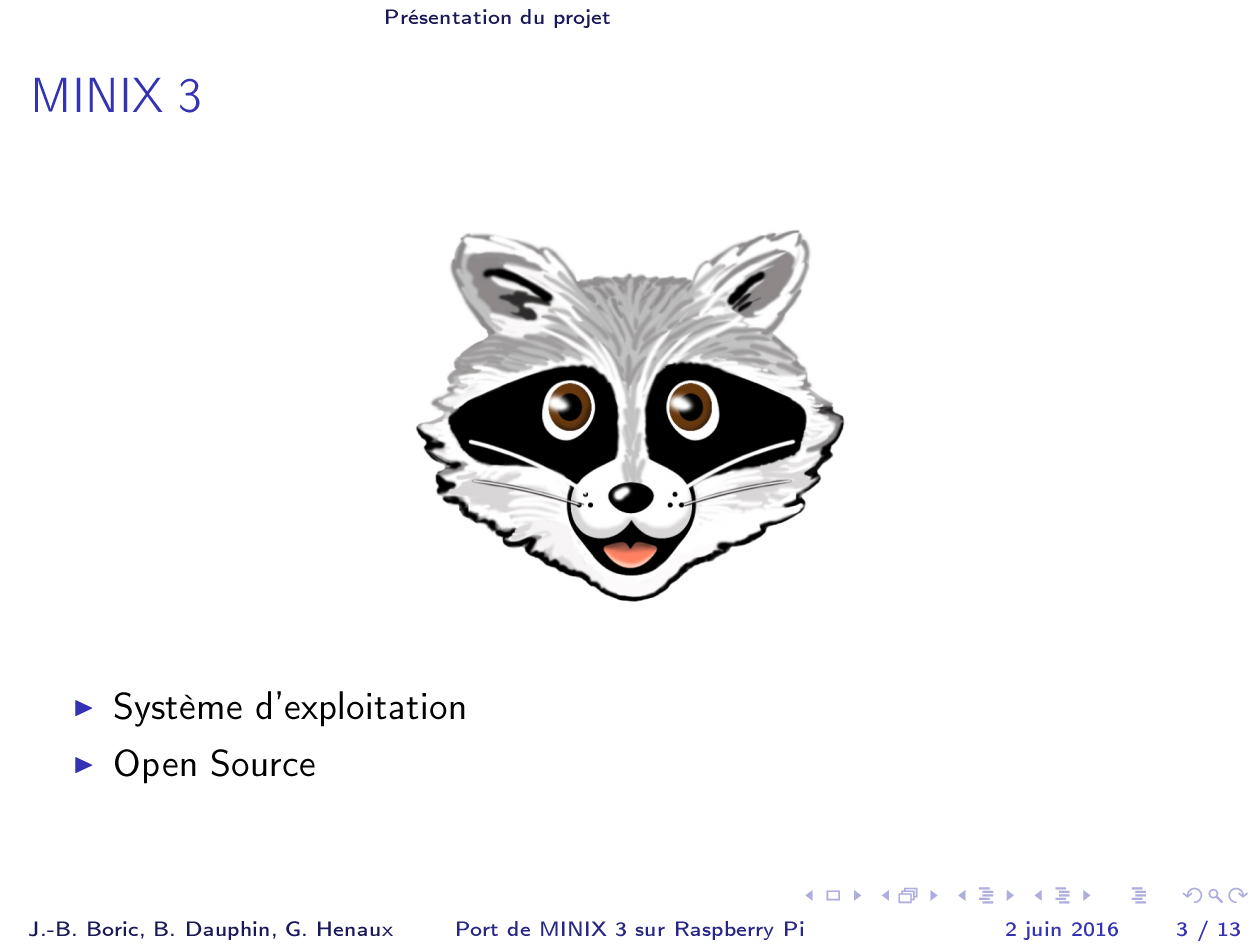 Présentation du projet
MINIX 3
Système d'exploitation
Open Source
J.-B. Boric, B. Dauphin, G. Henaux Port de MINIX 3 sur Raspberry Pi 2 juin 2016 3 / 13